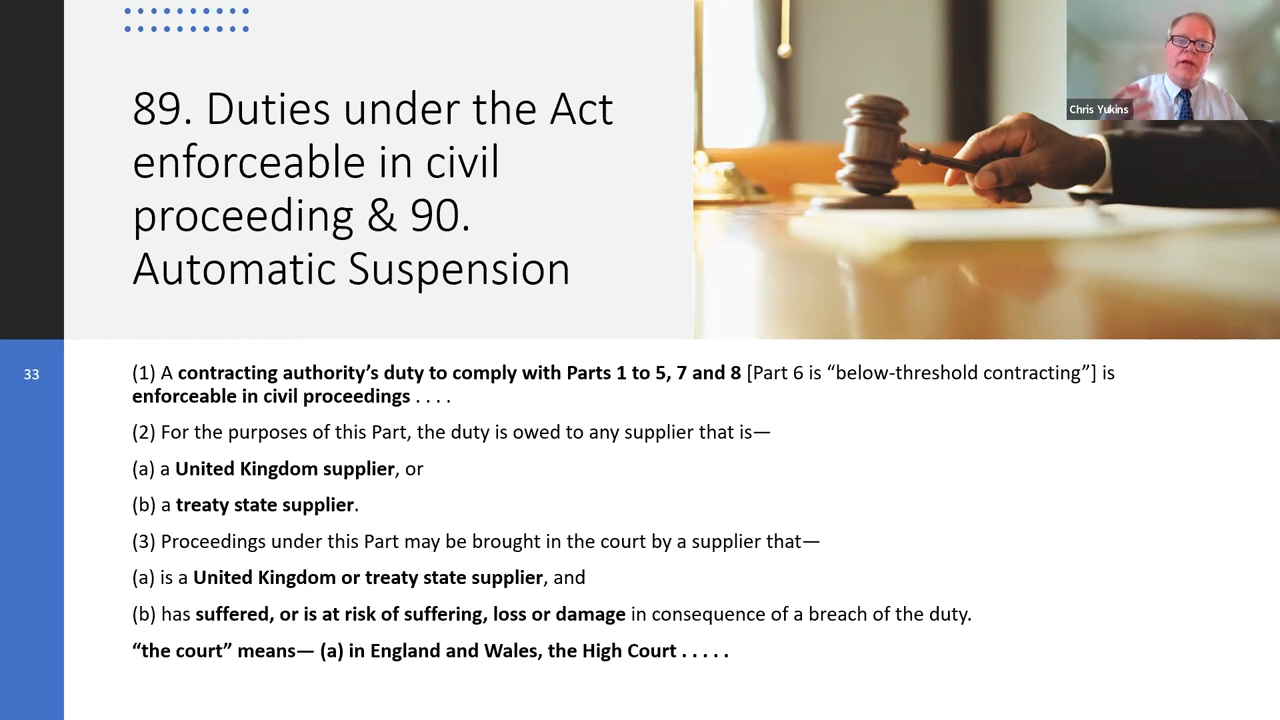 Chris Yukins
89. Duties under the Act
enforceable in civil
proceeding & 90.
Automatic Suspension
33
(1) A contracting authority’s duty to comply with Parts 1 to 5, 7 and 8 [Part 6 is “below-threshold contracting”] is
enforceable in civil proceedings . . . .
(2) For the purposes of this Part, the duty is owed to any supplier that is—
(a) a United Kingdom supplier, or
(b) a treaty state supplier.
(3) Proceedings under this Part may be brought in the court by a supplier that—
(a) is a United Kingdom or treaty state supplier, and
(b) has suffered, or is at risk of suffering, loss or damage in consequence of a breach of the duty.
“the court” means— (a) in England and Wales, the High Court . . . . .